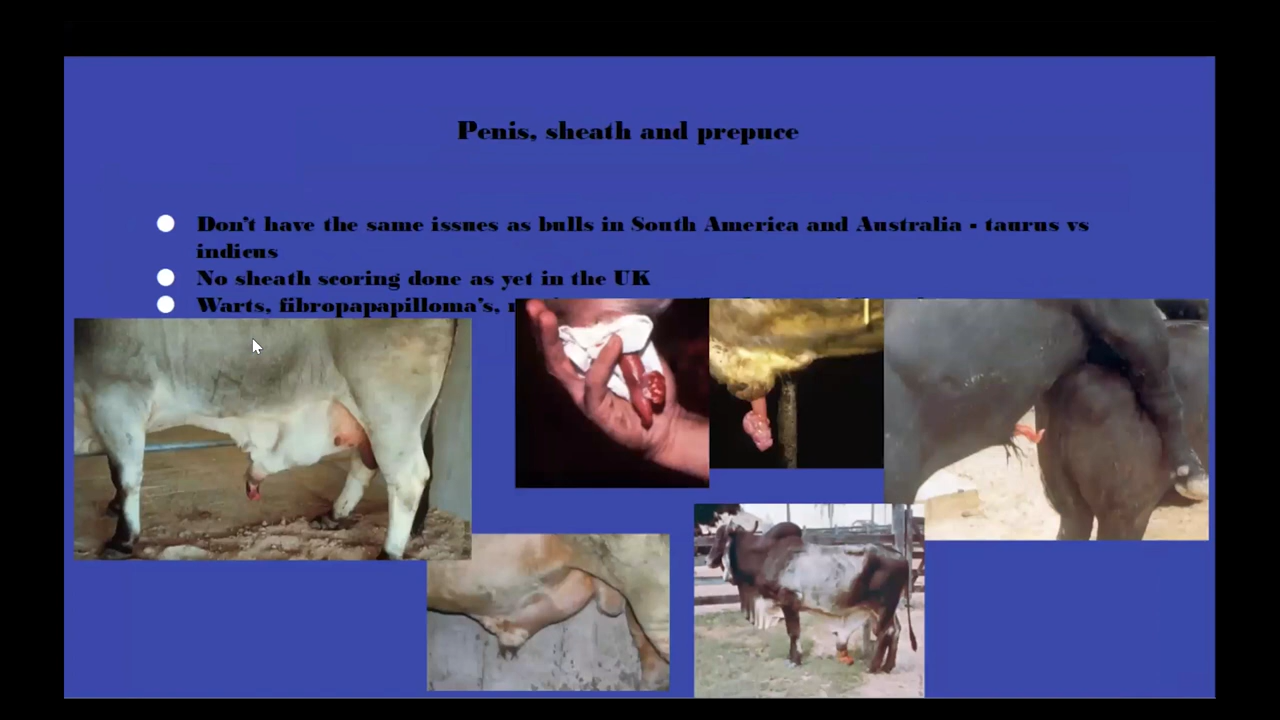 Penis, sheath and prepuce
Don't have the same issues as bulls in South America and Australia - taurus vs
indicus
No sheath scoring done as yet in the UK
Warts, fibropapapilloma's,